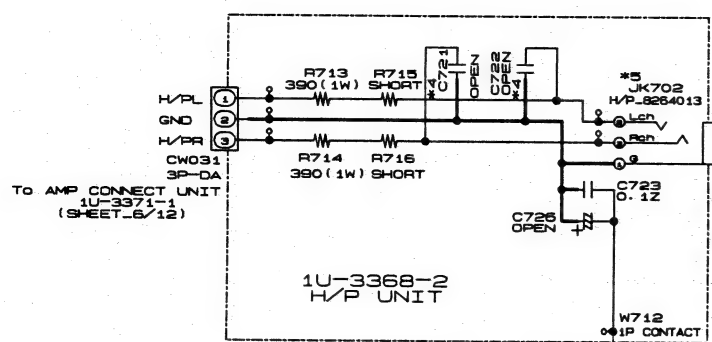 R713
390(1W)
R715
SHORT
*4
C721
OPEN
C722
OPEN
*4
*5
JK702
H/P_8264013
H/PL
1
Lch
GND
2
Rch
H/PR
3
G
CW031
3P-DA
R714
390(1W)
R716
SHORT
To AMP CONNECT UNIT
1U-3371-1
(SHEET_6/12)
C723
0.1Z
C726
OPEN
+
1U-3368-2
H/P UNIT
W712
1P CONTACT